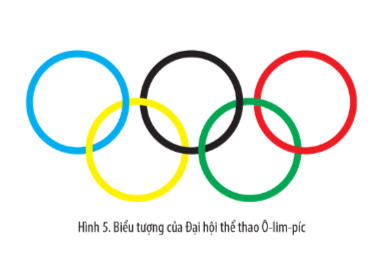 Hình 5. Biểu tượng của Đại hội thể thao Ô-lim-píc